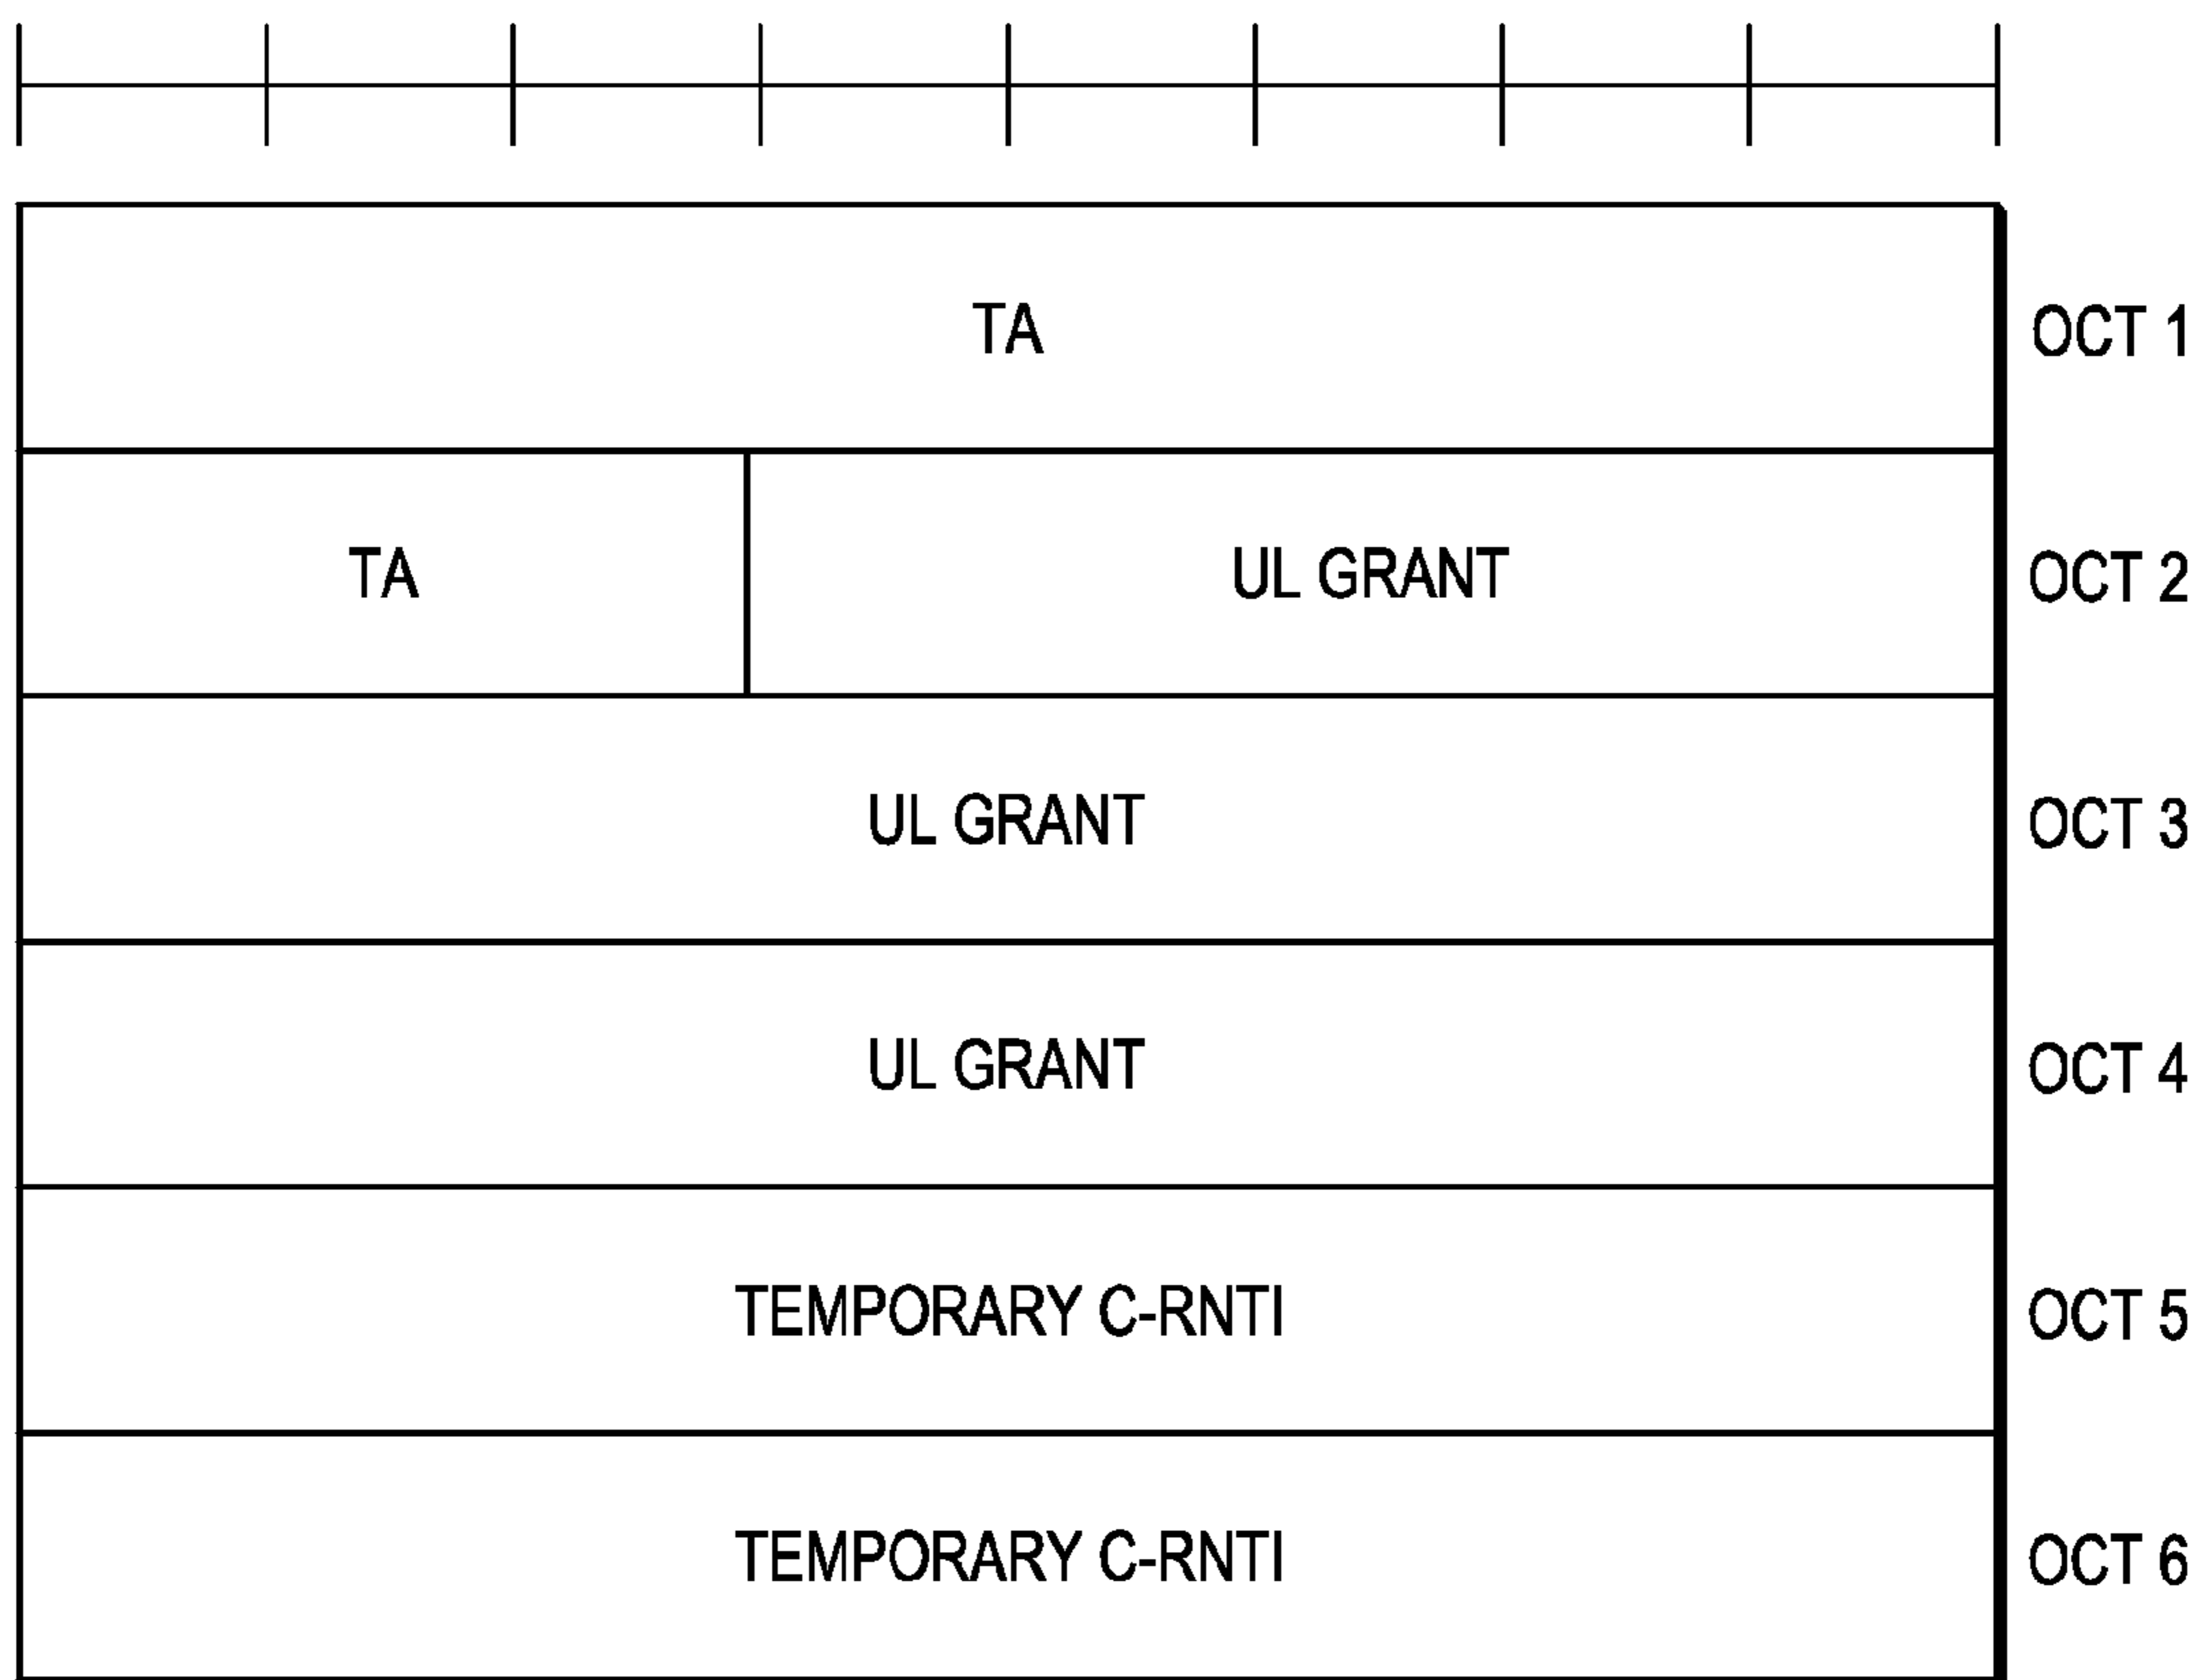 TA OCT 1
TA UL GRANT OCT 2
UL GRANT OCT 3
UL GRANT OCT 4
TEMPORARY C-RNTI OCT 5
TEMPORARY C-RNTI OCT 6